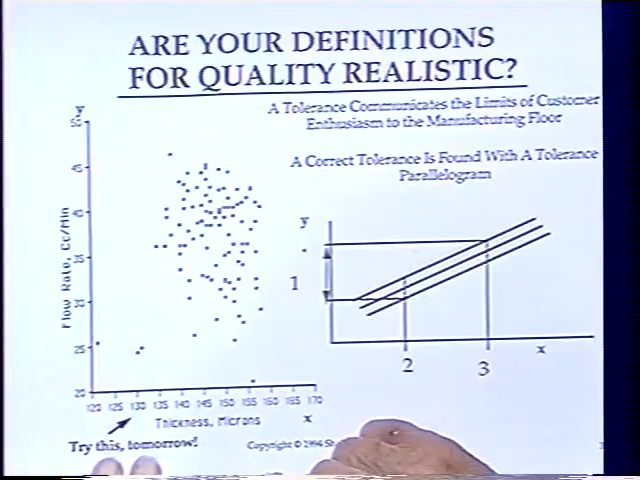 ARE YOUR DEFINITIONS
FOR QUALITY REALISTIC?
A Tolerance Communicates the Limits of Customer
Enthusiasm to the Manufacturing Floor
A Correct Tolerance Is Found With A Tolerance
Parallelogram
y
50
45
40
35
30
25
20
Flow Rate, Cc/Min
120 125 130 135 140 145 150 155 160 165 170
Thickness, Microns
x
y
1
2
3
x
Try this, tomorrow!
Copyright © 1994